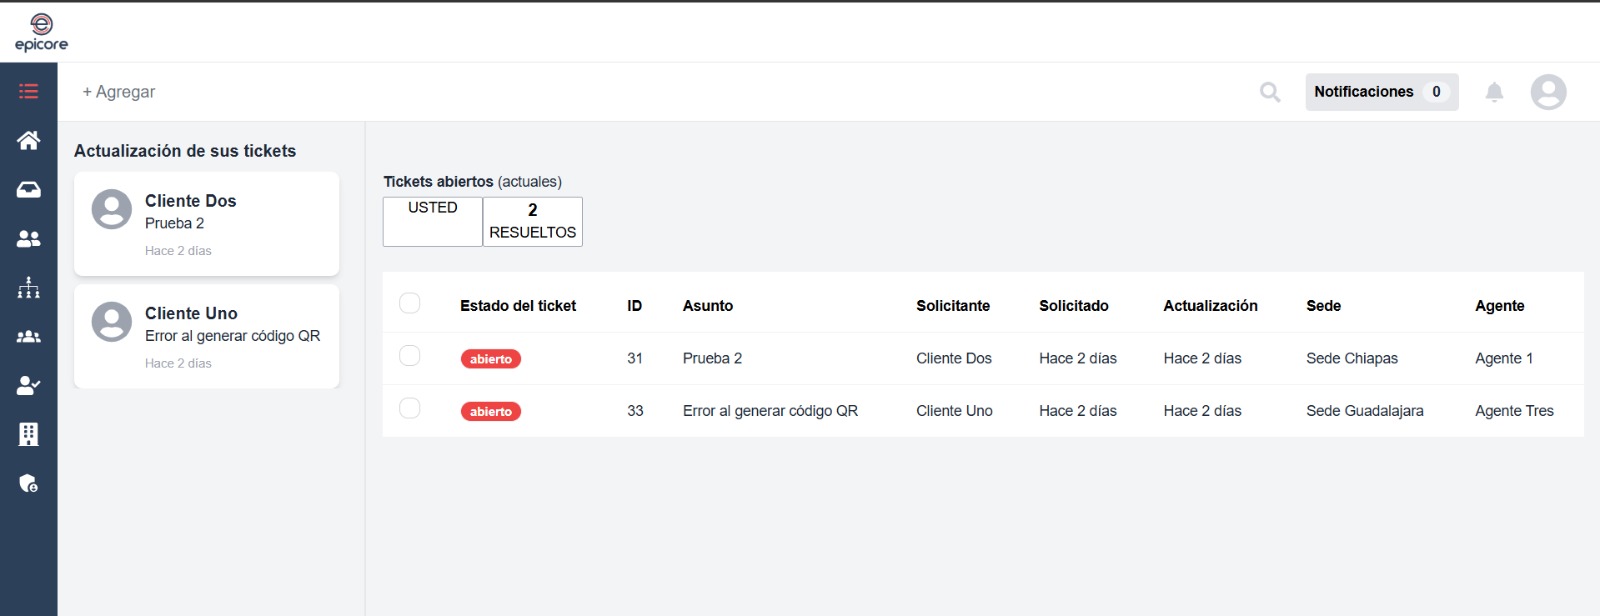 epicore
+ Agregar
Notificaciones 0
Actualización de sus tickets
Cliente Dos
Prueba 2
Hace 2 días
Cliente Uno
Error al generar código QR
Hace 2 días
Tickets abiertos (actuales)
USTED
2
RESUELTOS
Estado del ticket ID Asunto Solicitante Solicitado Actualización Sede Agente
abierto 31 Prueba 2 Cliente Dos Hace 2 días Hace 2 días Sede Chiapas Agente 1
abierto 33 Error al generar código QR Cliente Uno Hace 2 días Hace 2 días Sede Guadalajara Agente Tres